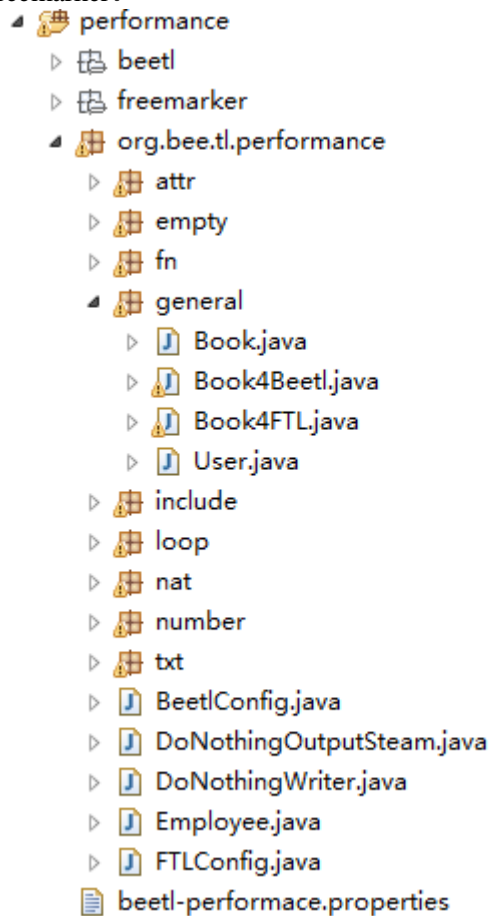 performance
beetl
freemarker
org.bee.tl.performance
attr
empty
fn
general
Book.java
Book4Beetl.java
Book4FTL.java
User.java
include
loop
nat
number
txt
BeetlConfig.java
DoNothingOutputSteam.java
DoNothingWriter.java
Employee.java
FTLConfig.java
beetl-performace.properties